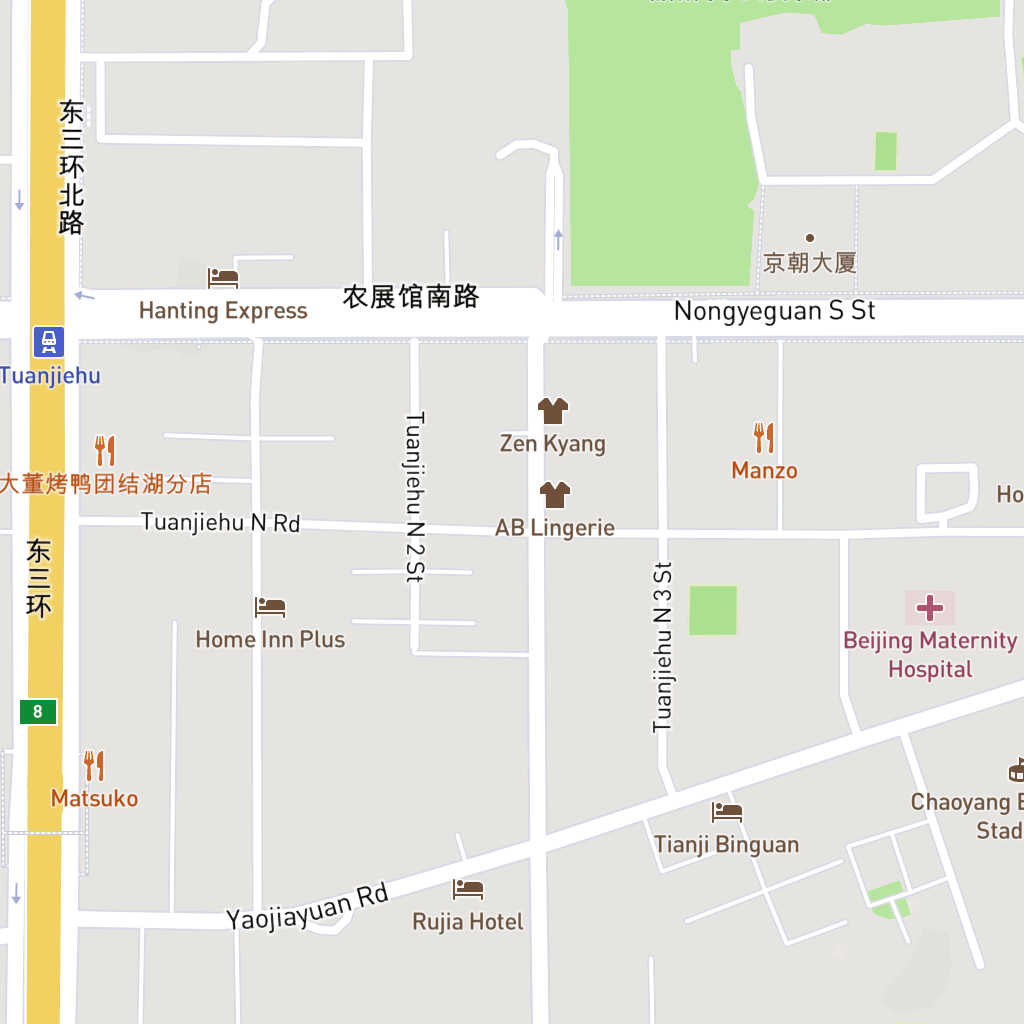 东三环北路
京朝大厦
农展馆南路
Hanting Express
Nongyeguan S St
Tuanjiehu
Zen Kyang
Tuanjiehu N 2 St
Manzo
大董烤鸭团结湖分店
Ho
AB Lingerie
Tuanjiehu N Rd
东三环
Tuanjiehu N 3 St
Home Inn Plus
Beijing Maternity
Hospital
8
Matsuko
Chaoyang
Stad
Tianji Binguan
Yaojiayuan Rd
Rujia Hotel